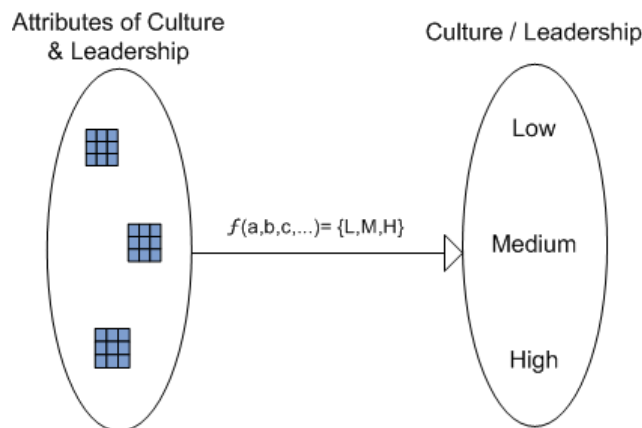 Attributes of Culture
& Leadership
Culture / Leadership
Low
ƒ(a,b,c,...)= {L,M,H}
Medium
High